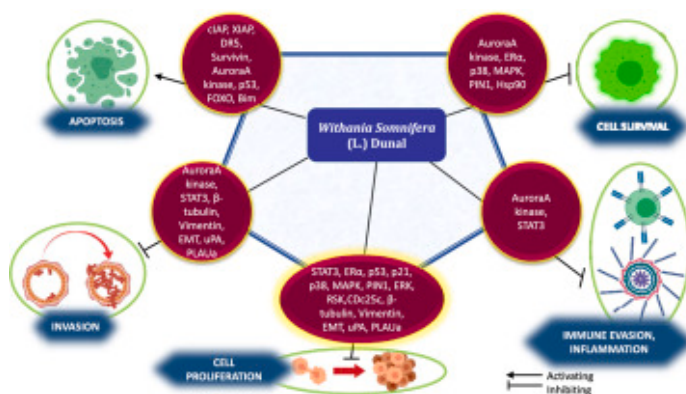 cIAP, XIAP,
DR5,
Survivin,
AuroraA
kinase, p53,
FOXO, Bim
AuroraA
kinase, ERα,
p38, MAPK,
PIN1, Hsp90
APOPTOSIS
CELL SURVIVAL
Withania Somnifera
(L.) Dunal
AuroraA
kinase,
STAT3, β-
tubulin,
Vimentin,
EMT, uPA,
PLAUa
AuroraA
kinase,
STAT3
STAT3, ERα, p53, p21,
p38, MAPK, PIN1, ERK,
RSK,CDc25c, β-
tubulin, Vimentin,
EMT, uPA, PLAUa
INVASION
IMMUNE EVASION,
INFLAMMATION
CELL
PROLIFERATION
Activating
Inhibiting